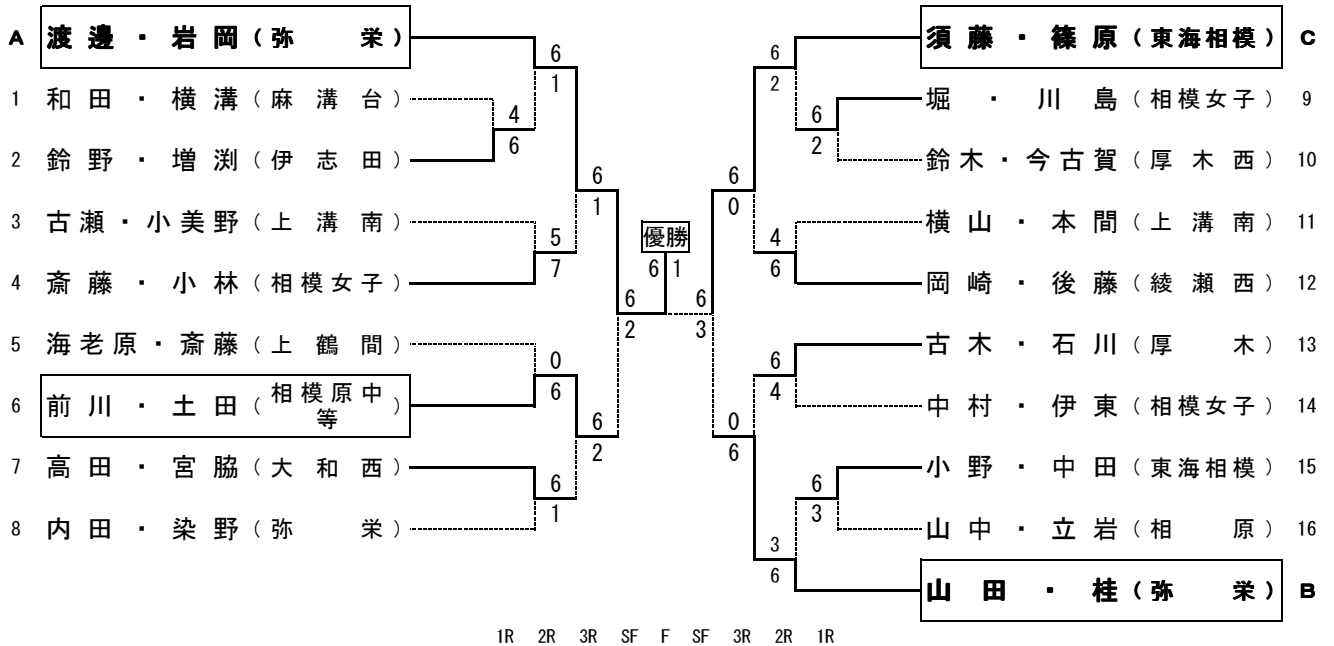 A 渡邊・岩岡（弥 栄）
1 和田・横溝（麻溝台）
2 鈴野・増渕（伊志田）
3 古瀬・小美野（上溝南）
4 斎藤・小林（相模女子）
5 海老原・斎藤（上鶴間）
6 前川・土田（相模原中等）
7 高田・宮脇（大和西）
8 内田・染野（弥 栄）
6
1
4
6
5
7
0
6
6
1
6
1
6
2
6
2
優勝
6 1
6
3
6
0
0
6
6
2
4
6
6
4
3
6
6
2
6
3
須藤・篠原（東海相模） C
堀・川島（相模女子） 9
鈴木・今古賀（厚木西） 10
横山・本間（上溝南） 11
岡崎・後藤（綾瀬西） 12
古木・石川（厚 木） 13
中村・伊東（相模女子） 14
小野・中田（東海相模） 15
山中・立岩（相 原） 16
山田・桂（弥 栄） B
1R 2R 3R SF F SF 3R 2R 1R